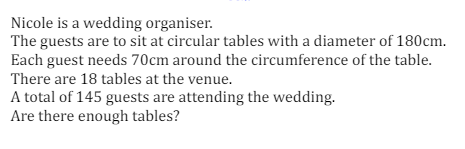 Nicole is a wedding organiser.
The guests are to sit at circular tables with a diameter of 180cm.
Each guest needs 70cm around the circumference of the table.
There are 18 tables at the venue.
A total of 145 guests are attending the wedding.
Are there enough tables?